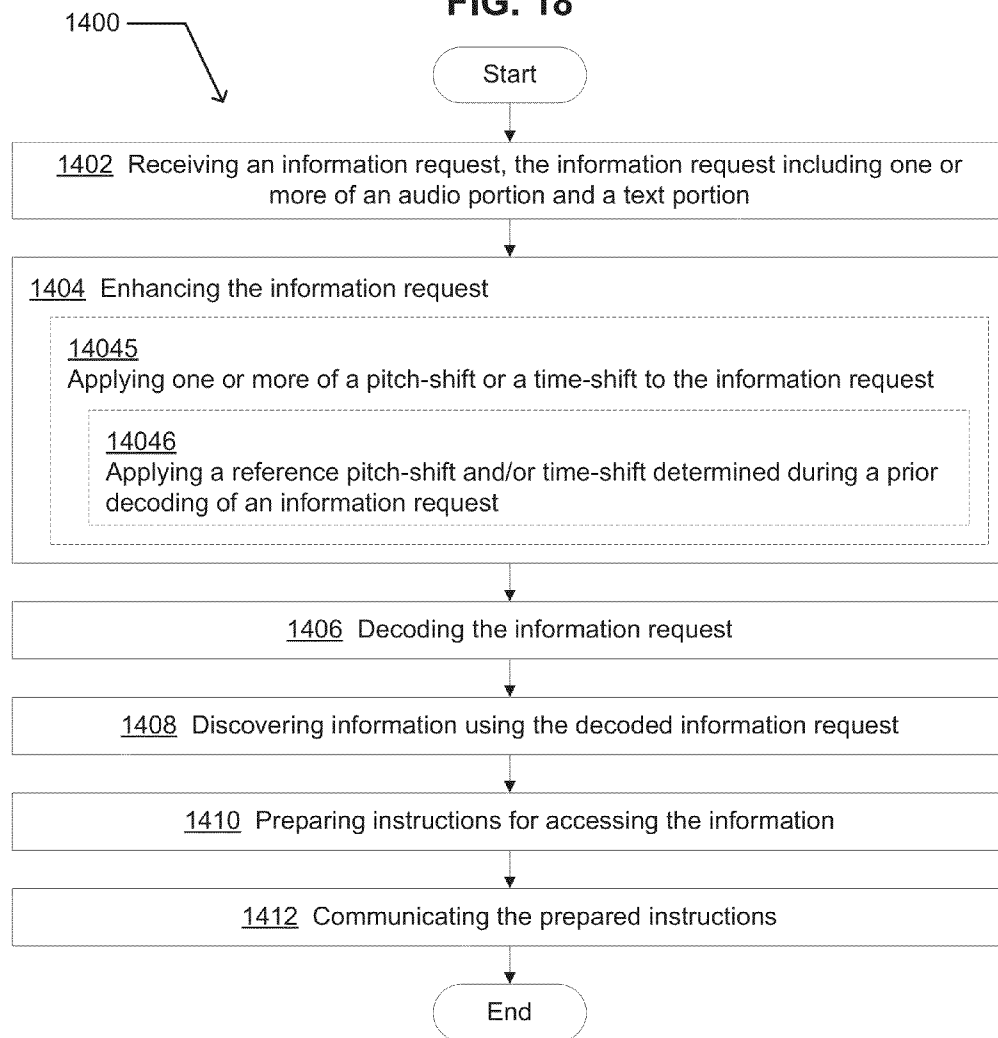 FIG. 18
1400
Start
1402 Receiving an information request, the information request including one or
more of an audio portion and a text portion
1404 Enhancing the information request
14045
Applying one or more of a pitch-shift or a time-shift to the information request
14046
Applying a reference pitch-shift and/or time-shift determined during a prior
decoding of an information request
1406 Decoding the information request
1408 Discovering information using the decoded information request
1410 Preparing instructions for accessing the information
1412 Communicating the prepared instructions
End